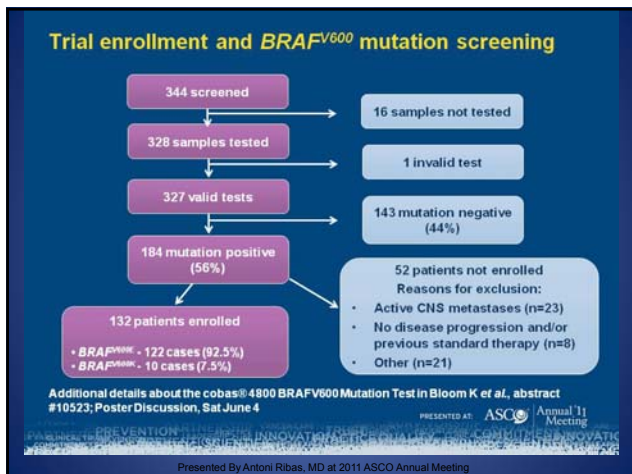 Trial enrollment and BRAFV600 mutation screening
344 screened
16 samples not tested
328 samples tested
1 invalid test
327 valid tests
143 mutation negative
(44%)
184 mutation positive
(56%)
52 patients not enrolled
Reasons for exclusion:
• Active CNS metastases (n=23)
• No disease progression and/or
previous standard therapy (n=8)
• Other (n=21)
132 patients enrolled
• BRAF - 122 cases (92.5%)
• BRAF - 10 cases (7.5%)
Additional details about the cobas® 4800 BRAFV600 Mutation Test in Bloom K et al., abstract
#10523; Poster Discussion, Sat June 4
PRESENTED AT: ASCO Annual '11
Meeting
PREVENTION
Presented By Antoni Ribas, MD at 2011 ASCO Annual Meeting